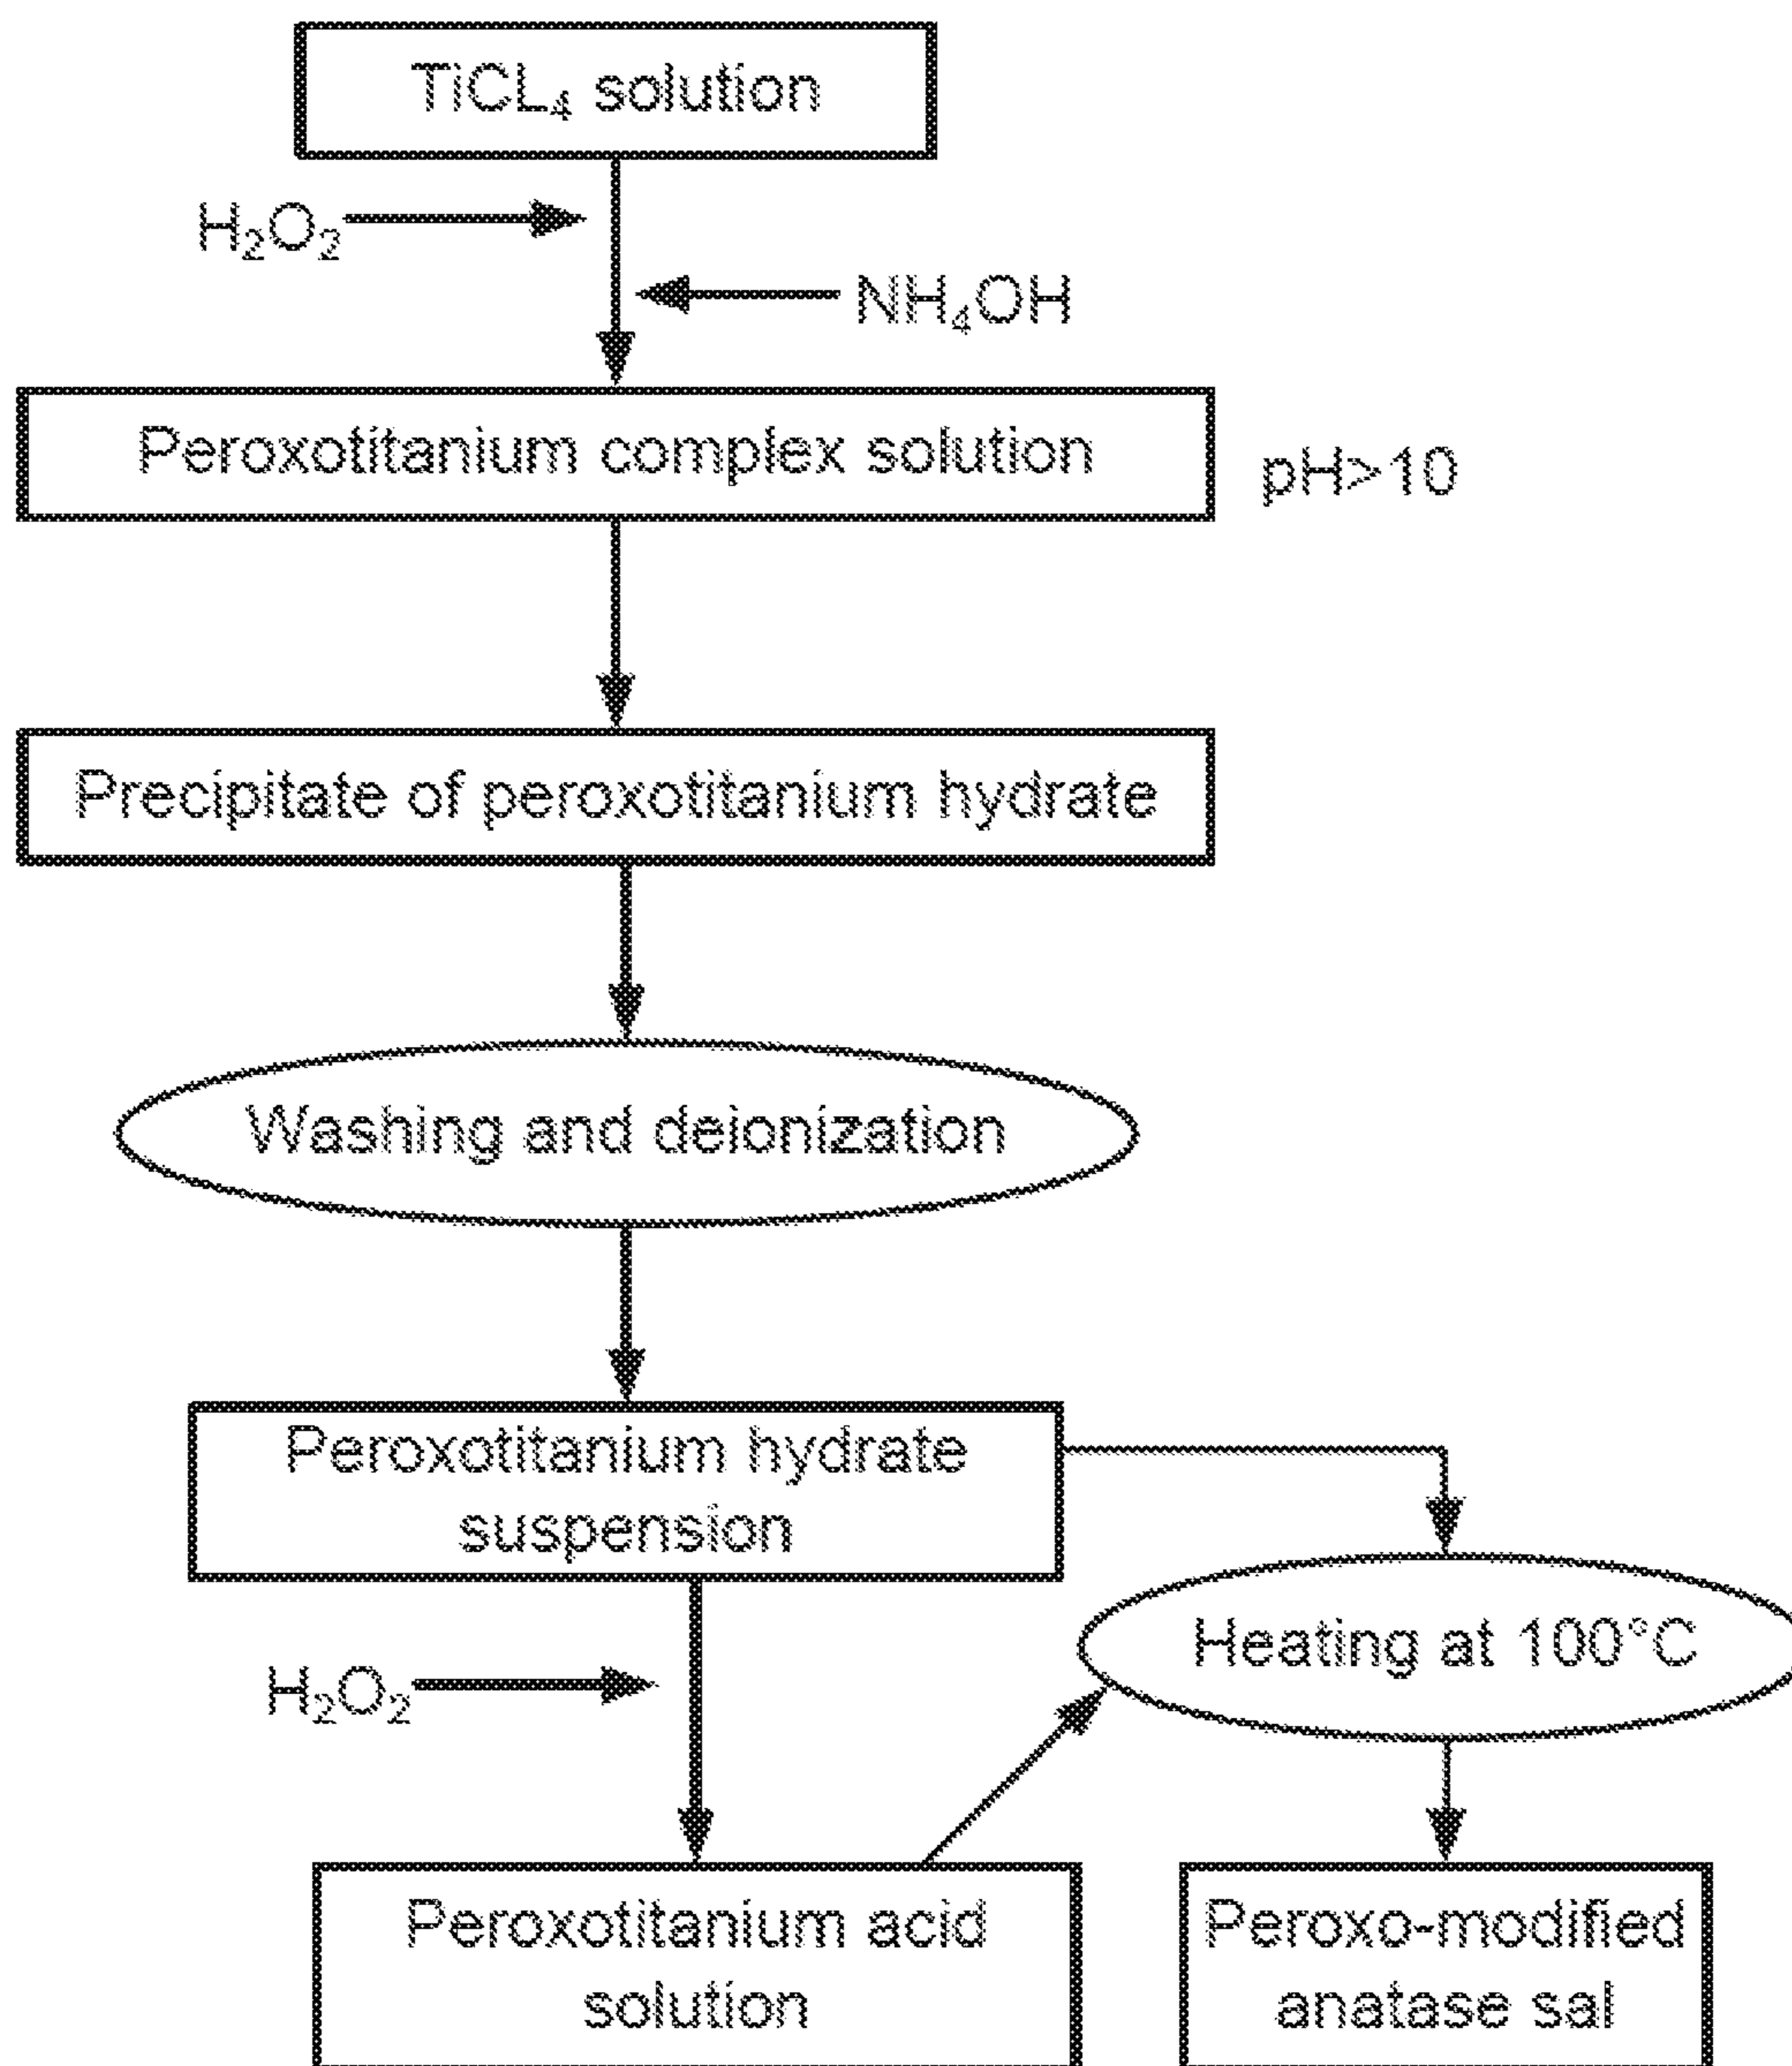 TiCL₄ solution
H₂O₂
NH₄OH
Peroxotitanium complex solution
pH>10
Precipitate of peroxotitanium hydrate
Washing and deionization
Peroxotitanium hydrate
suspension
Heating at 100°C
H₂O₂
Peroxotitanium acid
solution
Peroxo-modified
anatase sal